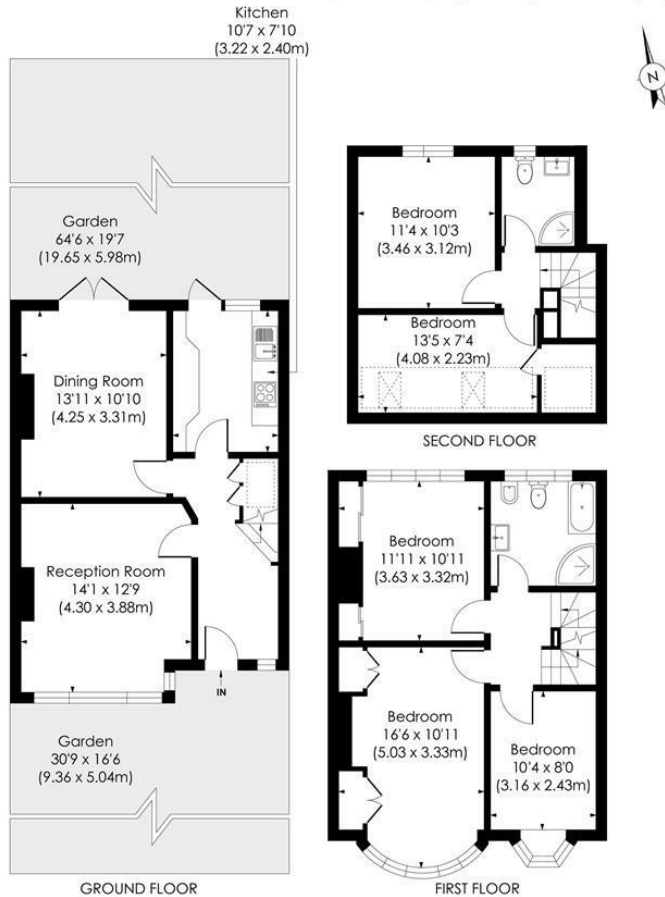 Kitchen
10'7 x 7'10
(3.22 x 2.40m)
N
Garden
64'6 x 19'7
(19.65 x 5.98m)
Dining Room
13'11 x 10'10
(4.25 x 3.31m)
Reception Room
14'1 x 12'9
(4.30 x 3.88m)
IN
Garden
30'9 x 16'6
(9.36 x 5.04m)
GROUND FLOOR
Bedroom
11'4 x 10'3
(3.46 x 3.12m)
Bedroom
13'5 x 7'4
(4.08 x 2.23m)
SECOND FLOOR
Bedroom
11'11 x 10'11
(3.63 x 3.32m)
Bedroom
16'6 x 10'11
(5.03 x 3.33m)
Bedroom
10'4 x 8'0
(3.16 x 2.43m)
FIRST FLOOR